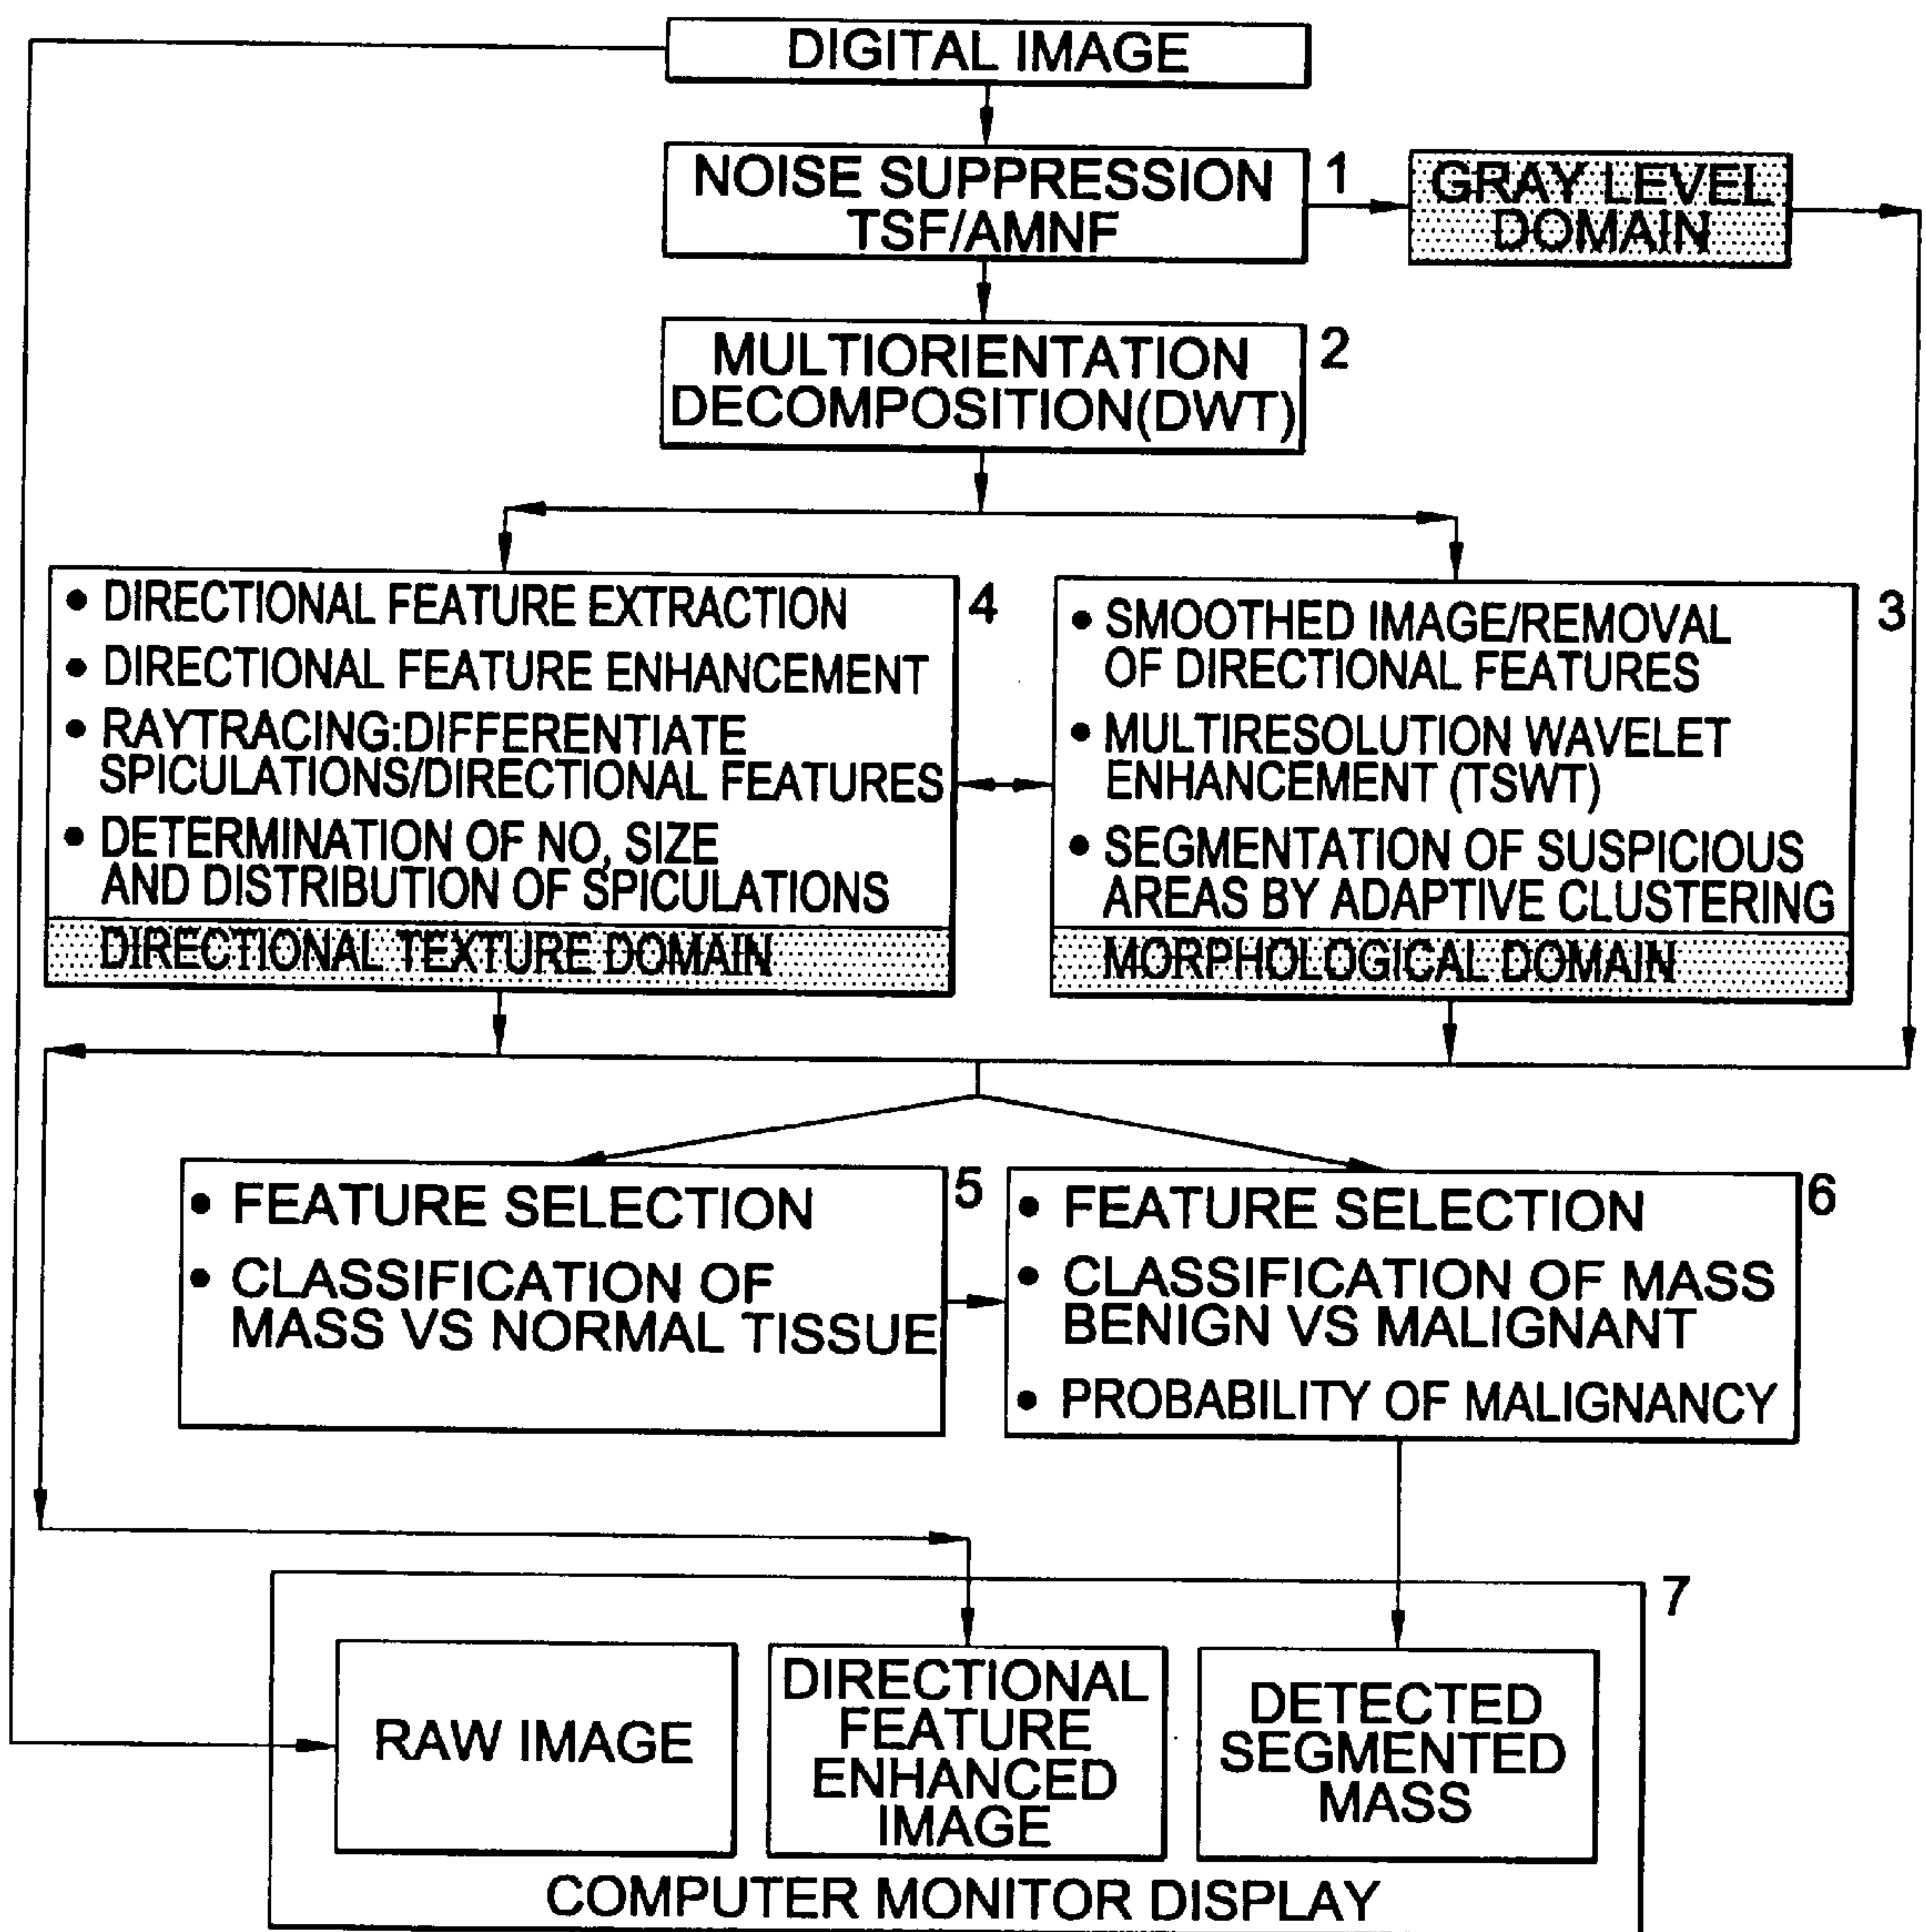 DIGITAL IMAGE
NOISE SUPPRESSION
TSF/AMNF
1
GRAY LEVEL
DOMAIN
MULTIORIENTATION
DECOMPOSITION(DWT)
2
• DIRECTIONAL FEATURE EXTRACTION
• DIRECTIONAL FEATURE ENHANCEMENT
• RAYTRACING:DIFFERENTIATE
SPICULATIONS/DIRECTIONAL FEATURES
• DETERMINATION OF NO, SIZE
AND DISTRIBUTION OF SPICULATIONS
DIRECTIONAL TEXTURE DOMAIN
4
• SMOOTHED IMAGE/REMOVAL
OF DIRECTIONAL FEATURES
• MULTIRESOLUTION WAVELET
ENHANCEMENT (TSWT)
• SEGMENTATION OF SUSPICIOUS
AREAS BY ADAPTIVE CLUSTERING
MORPHOLOGICAL DOMAIN
3
• FEATURE SELECTION
• CLASSIFICATION OF
MASS VS NORMAL TISSUE
5
• FEATURE SELECTION
• CLASSIFICATION OF MASS
BENIGN VS MALIGNANT
• PROBABILITY OF MALIGNANCY
6
7
RAW IMAGE
DIRECTIONAL
FEATURE
ENHANCED
IMAGE
DETECTED
SEGMENTED
MASS
COMPUTER MONITOR DISPLAY